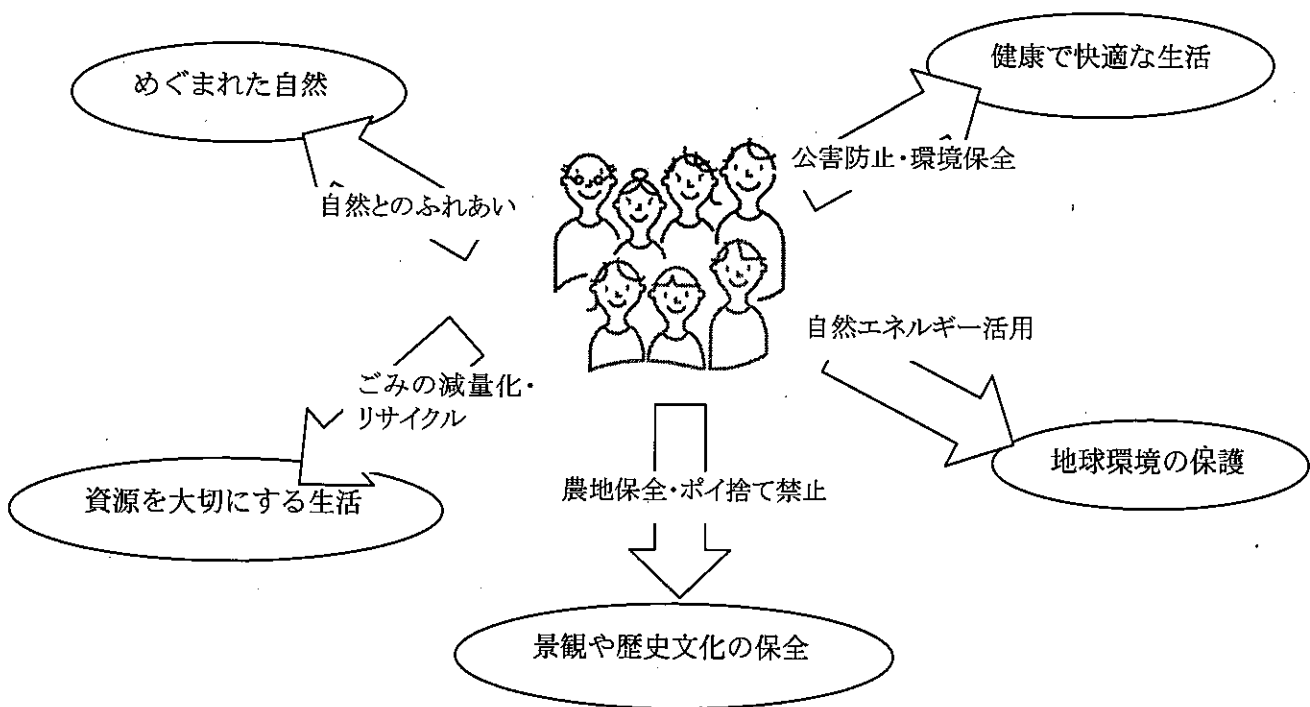 めぐまれた自然
健康で快適な生活
公害防止・環境保全
自然とのふれあい
自然エネルギー活用
ごみの減量化・
リサイクル
地球環境の保護
資源を大切にする生活
農地保全・ポイ捨て禁止
景観や歴史文化の保全